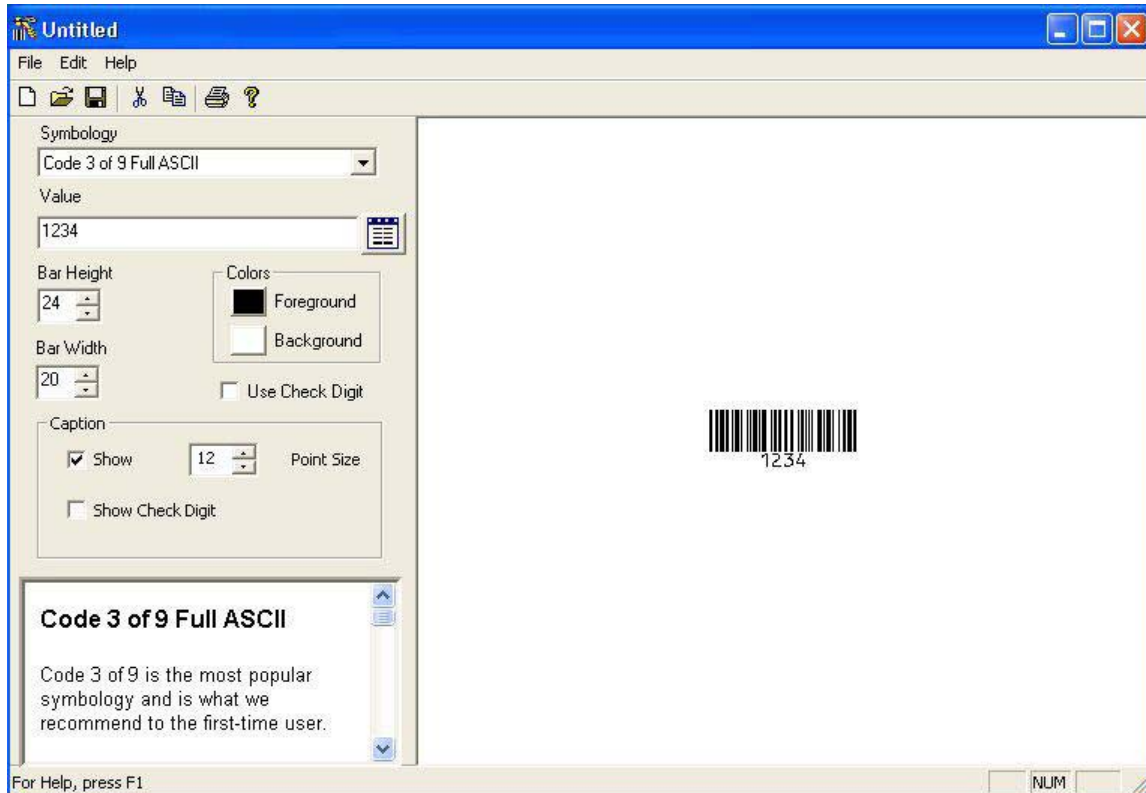 Untitled
File Edit Help
Symbology
Code 3 of 9 Full ASCII
Value
1234
Bar Height
24
Colors
Foreground
Background
Bar Width
20
Use Check Digit
Caption
Show 12 Point Size
Show Check Digit
Code 3 of 9 Full ASCII
Code 3 of 9 is the most popular
symbology and is what we
recommend to the first-time user.
1234
For Help, press F1
NUM